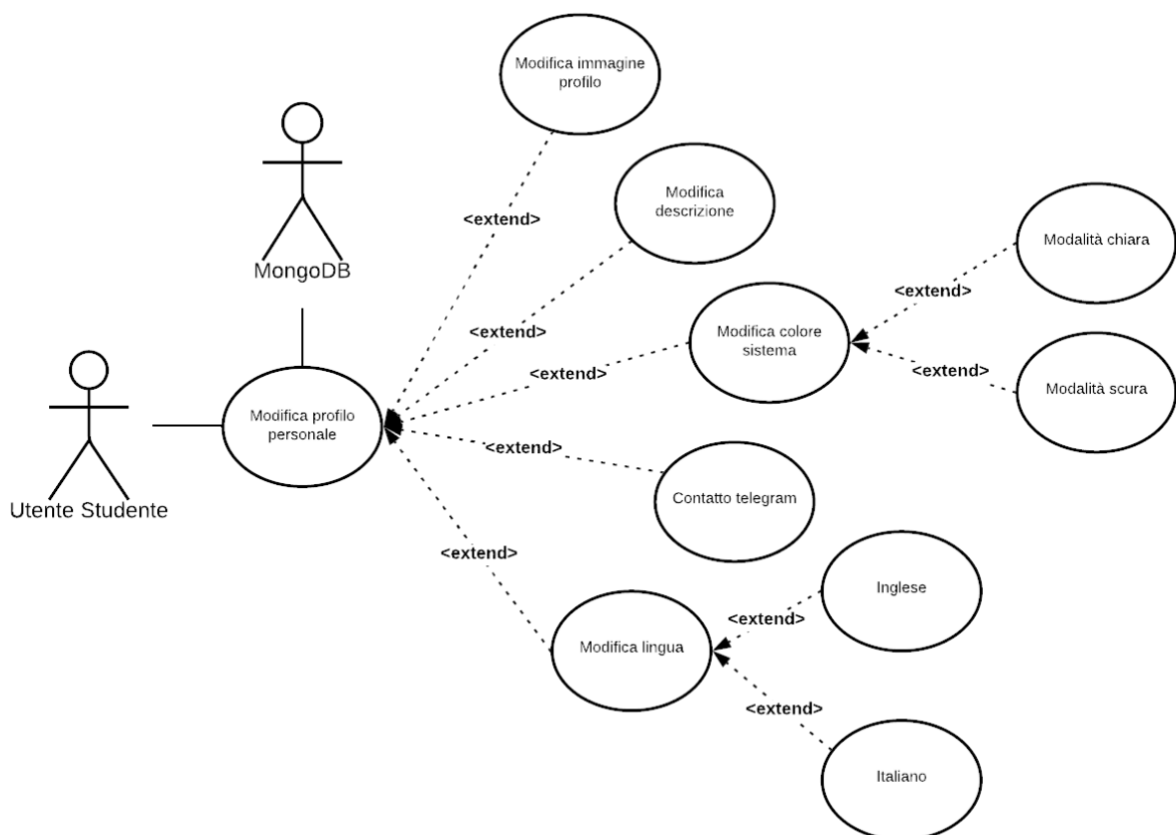 Modifica immagine
profilo
Modifica
descrizione
<extend>
MongoDB
<extend>
Modalità chiara
<extend>
Modifica colore
sistema
<extend>
<extend>
Modalità scura
Modifica profilo
personale
<extend>
Contatto telegram
Utente Studente
<extend>
Inglese
<extend>
Modifica lingua
<extend>
Italiano